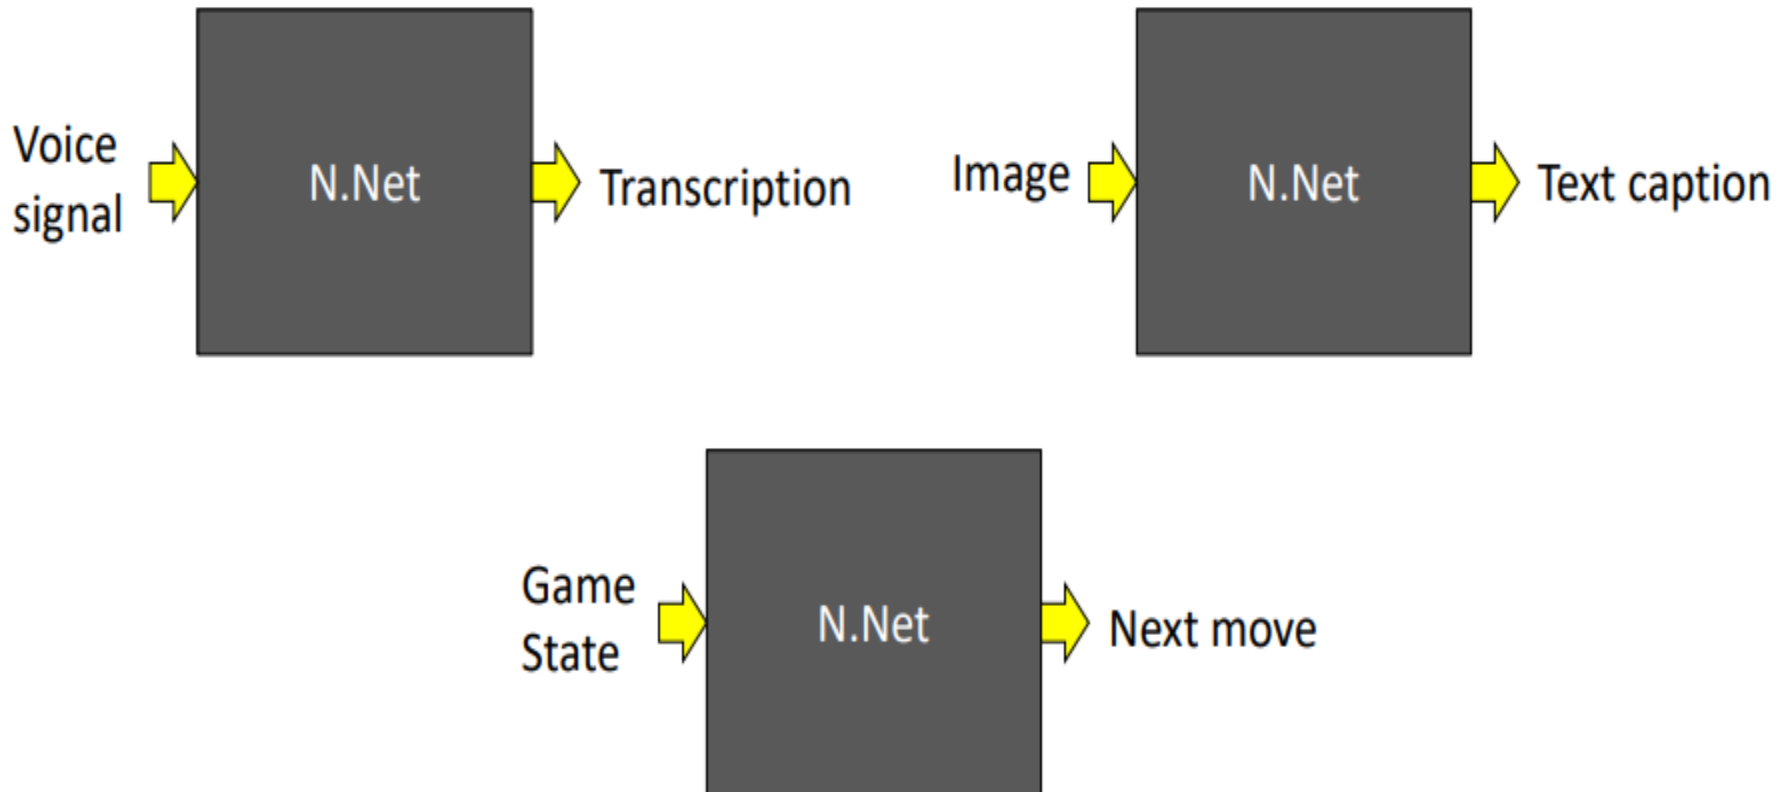 Voice
signal
N.Net
Transcription
Image
N.Net
Text caption
Game
State
N.Net
Next move